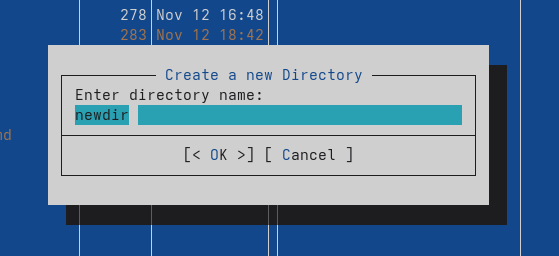 278 Nov 12 16:48
283 Nov 12 18:42
Create a new Directory
Enter directory name:
newdir
nd
[< OK >] [ Cancel ]